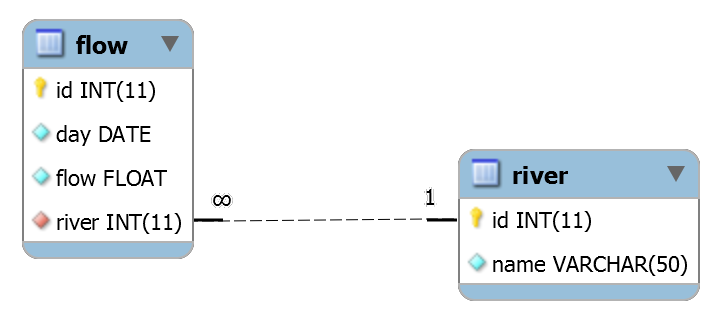 flow
id INT(11)
day DATE
flow FLOAT
river INT(11)
∞
1
river
id INT(11)
name VARCHAR(50)